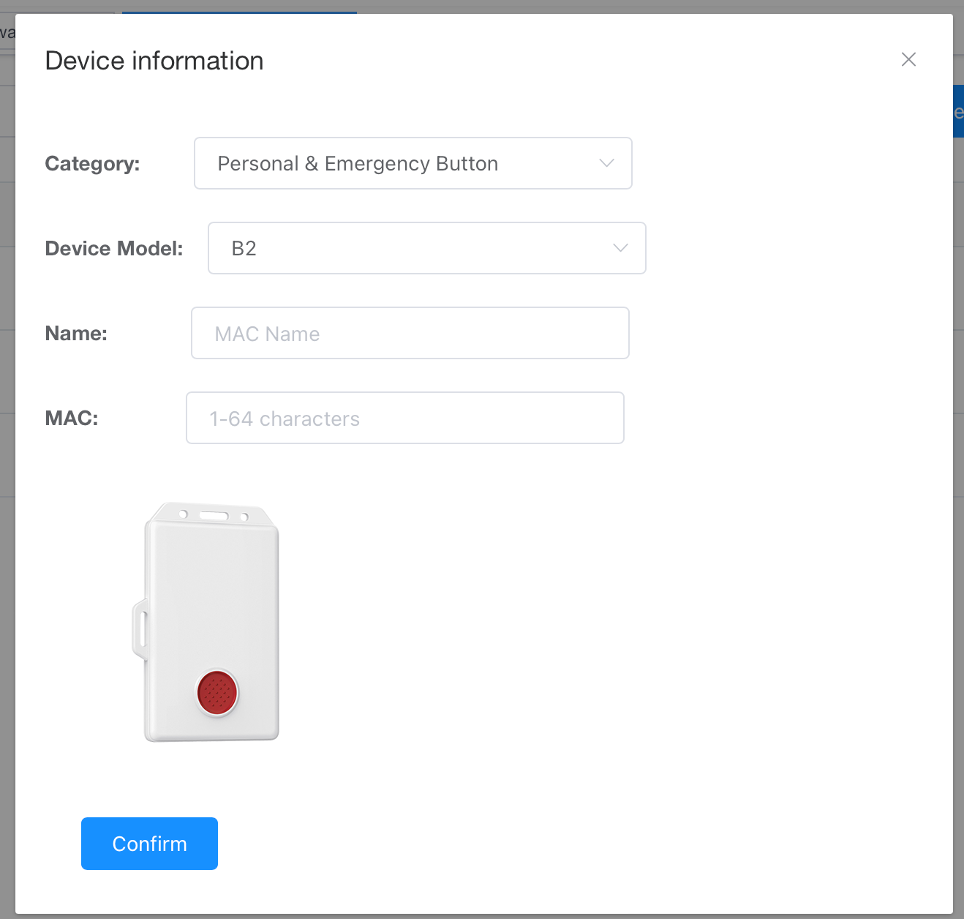 Device information
Category:
Personal & Emergency Button
Device Model:
B2
Name:
MAC Name
MAC:
1-64 characters
Confirm